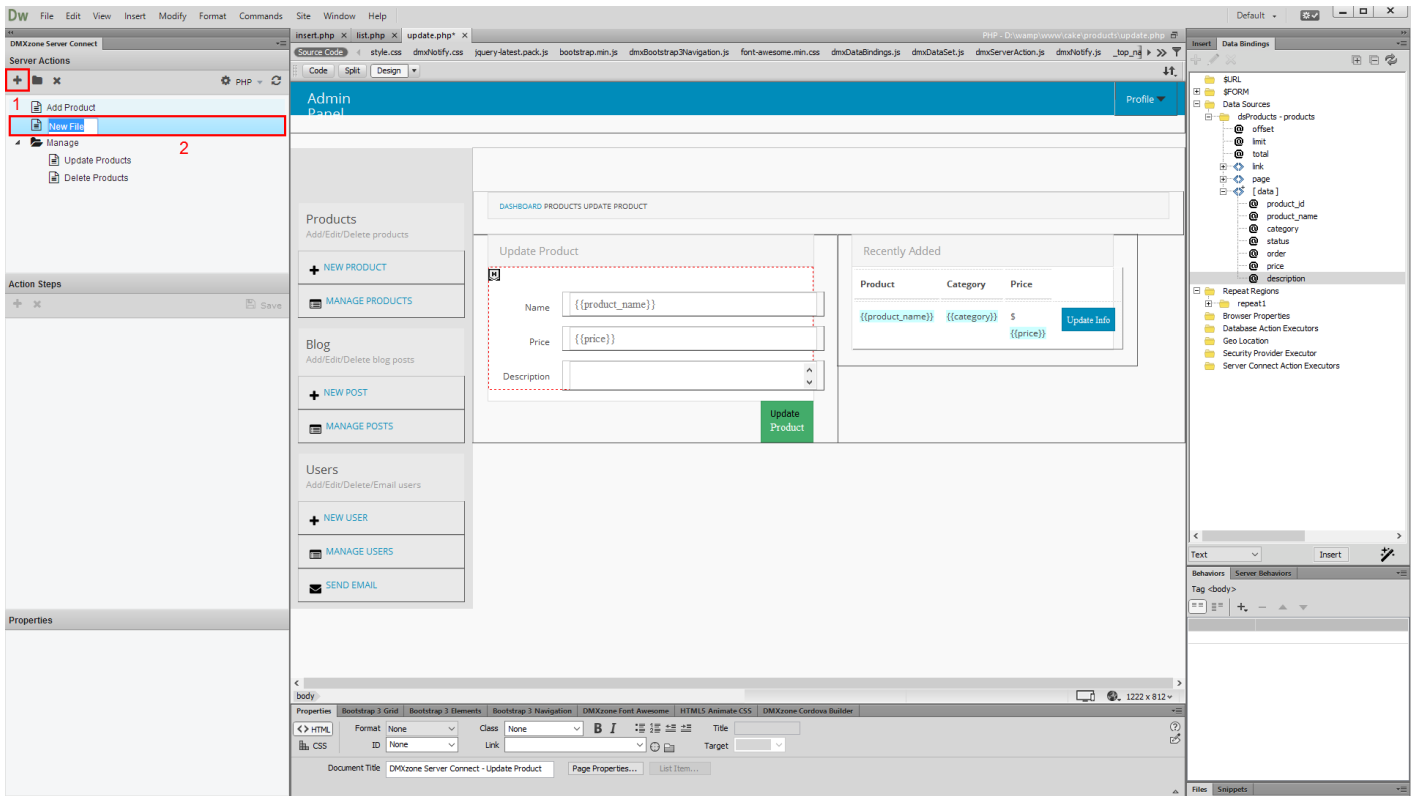 Dw File Edit View Insert Modify Format Commands Site Window Help Default
DMXzone Server Connect
Server Actions
PHP
1
Add Product
New File
Manage
2
Update Products
Delete Products
Action Steps
Save
Properties
insert.php × list.php × update.php* × PHP - D:\wamp\www\cake\products\update.php
Source Code style.css dmxNotify.css jquery-latest.pack.js bootstrap.min.js dmxBootstrap3Navigation.js font-awesome.min.css dmxDataBindings.js dmxDataSet.js dmxServerAction.js dmxNotify.js _top_na
Code Split Design
Admin
Panel
Profile
Products
Add/Edit/Delete products
NEW PRODUCT
MANAGE PRODUCTS
Blog
Add/Edit/Delete blog posts
NEW POST
MANAGE POSTS
Users
Add/Edit/Delete/Email users
NEW USER
MANAGE USERS
SEND EMAIL
DASHBOARD PRODUCTS UPDATE PRODUCT
Update Product
Name {{product_name}}
Price {{price}}
Description
Update
Product
Recently Added
Product Category Price
{{product_name}} {{category}} $
{{price}}
Update Info
body
1222 x 812
Properties Bootstrap 3 Grid Bootstrap 3 Elements Bootstrap 3 Navigation DMXzone Font Awesome HTML5 Animate CSS DMXzone Cordova Builder
<> HTML Format None Class None B I Title
CSS ID None Link Target
Document Title DMXzone Server Connect - Update Product Page Properties... List Item...
Insert Data Bindings
$URL
$FORM
Data Sources
dsProducts - products
offset
limit
total
link
page
[ data ]
product_id
product_name
category
status
order
price
description
Repeat Regions
repeat1
Browser Properties
Database Action Executors
Geo Location
Security Provider Executor
Server Connect Action Executors
Text Insert
Behaviors Server Behaviors
Tag <body>
Files Snippets